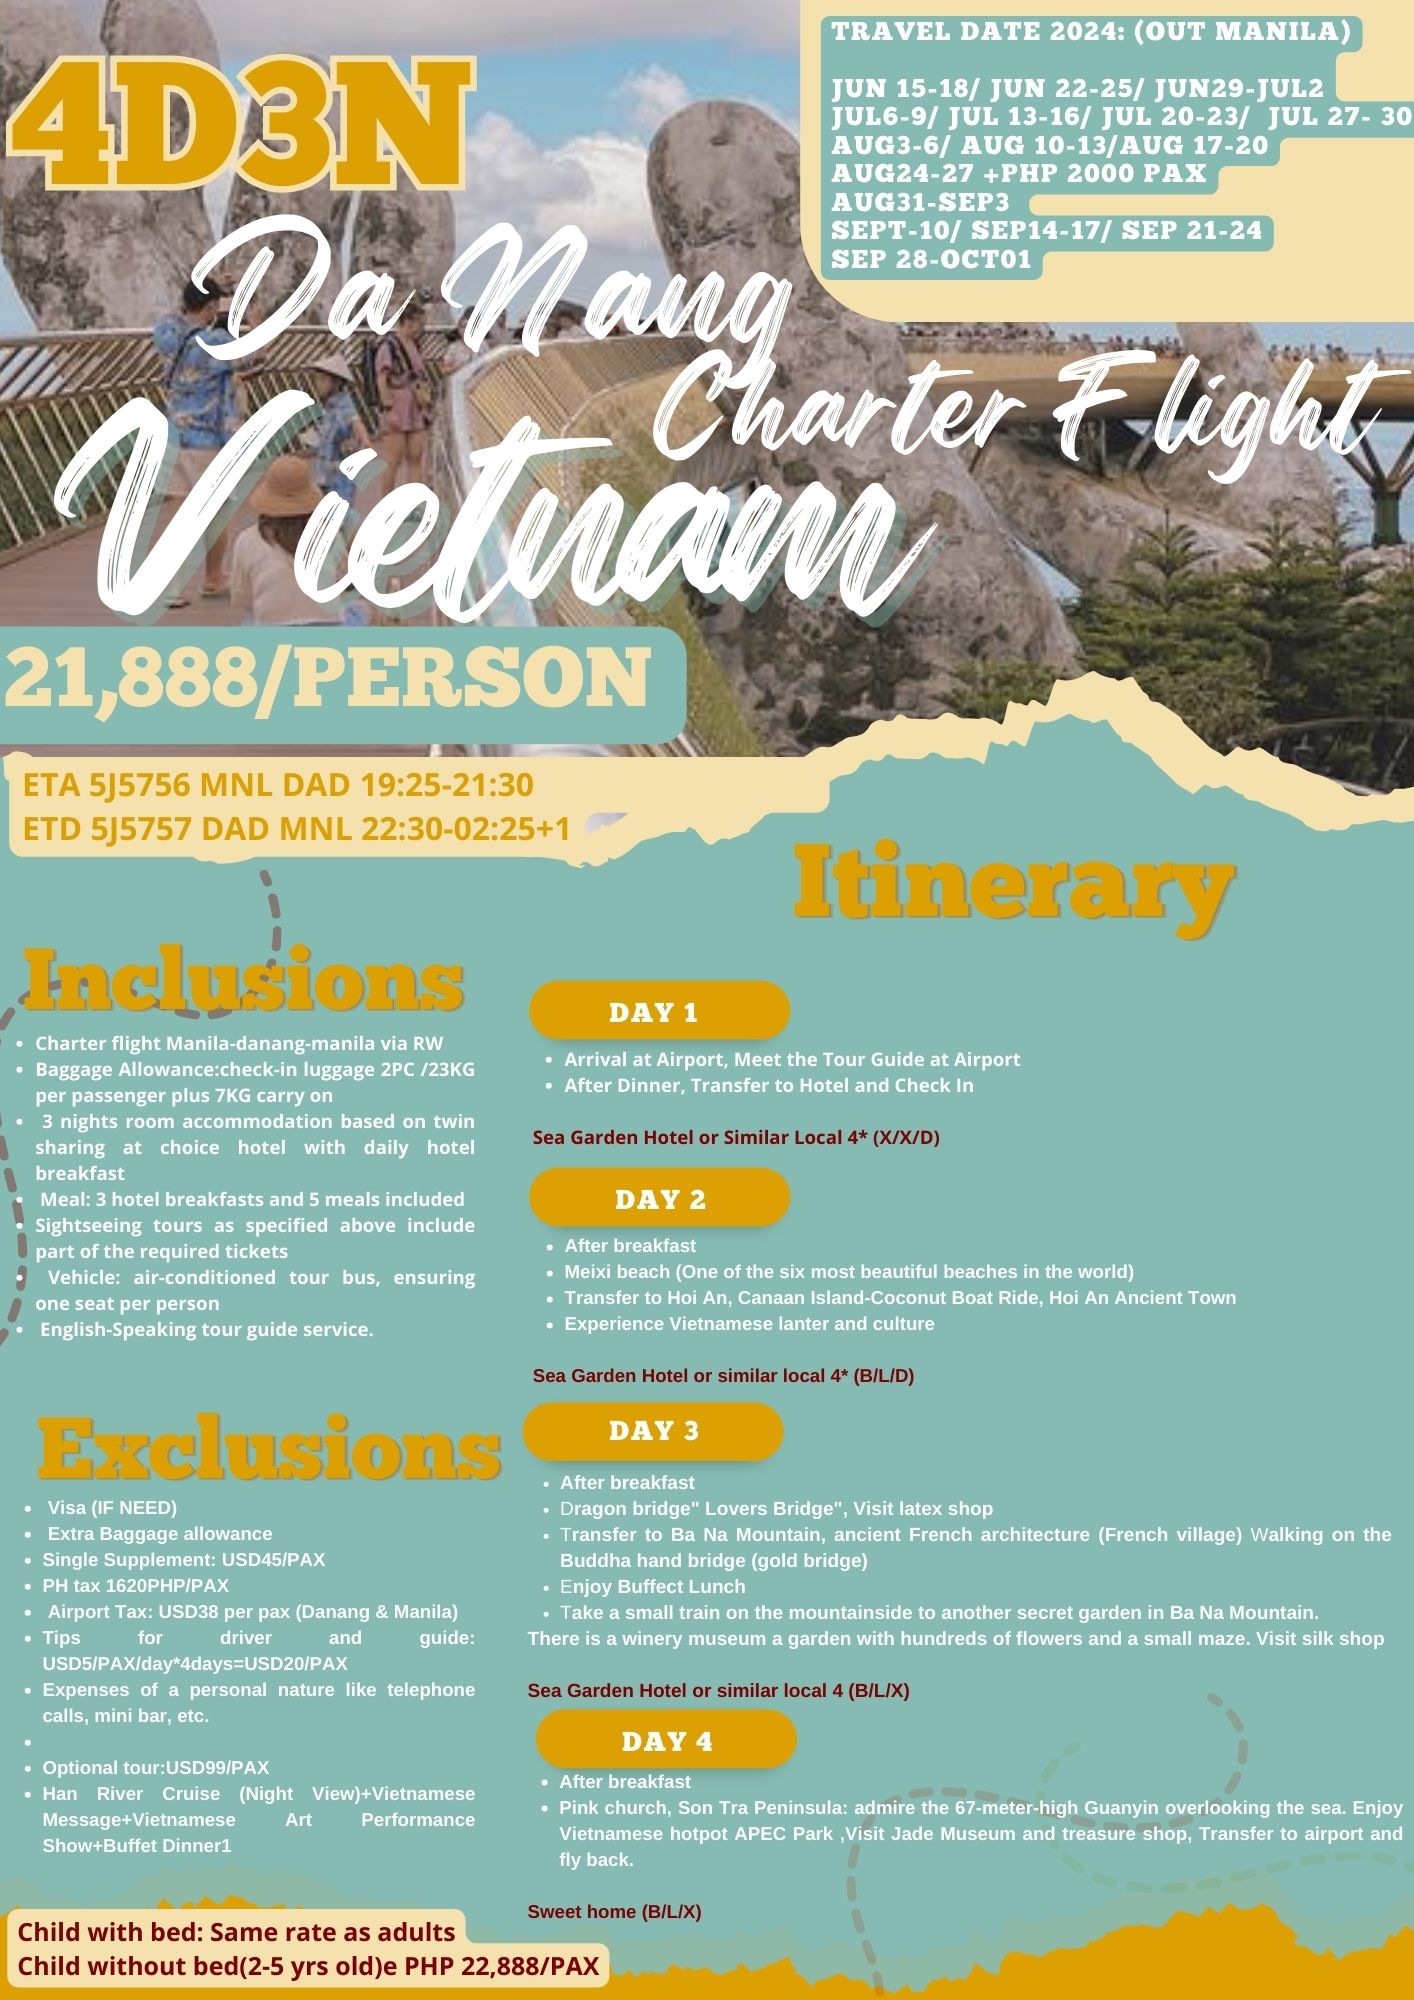 4D3N
Da Nang
Charter Flight
Vietnam
TRAVEL DATE 2024: (OUT MANILA)
JUN 15-18/ JUN 22-25/ JUN29-JUL2
JUL6-9/ JUL 13-16/ JUL 20-23/ JUL 27- 30
AUG3-6/ AUG 10-13/AUG 17-20
AUG24-27 +PHP 2000 PAX
AUG31-SEP3
SEPT-10/ SEP14-17/ SEP 21-24
SEP 28-OCT01
21,888/PERSON
ETA 5J5756 MNL DAD 19:25-21:30
ETD 5J5757 DAD MNL 22:30-02:25+1
Inclusions
• Charter flight Manila-danang-manila via RW
• Baggage Allowance:check-in luggage 2PC /23KG
per passenger plus 7KG carry on
• 3 nights room accommodation based on twin
sharing at choice hotel with daily hotel
breakfast
• Meal: 3 hotel breakfasts and 5 meals included
• Sightseeing tours as specified above include
part of the required tickets
• Vehicle: air-conditioned tour bus, ensuring
one seat per person
• English-Speaking tour guide service.
Exclusions
• Visa (IF NEED)
• Extra Baggage allowance
• Single Supplement: USD45/PAX
• PH tax 1620PHP/PAX
• Airport Tax: USD38 per pax (Danang & Manila)
• Tips for driver and guide:
USD5/PAX/day*4days=USD20/PAX
• Expenses of a personal nature like telephone
calls, mini bar, etc.
•
• Optional tour:USD99/PAX
• Han River Cruise (Night View)+Vietnamese
Message+Vietnamese Art Performance
Show+Buffet Dinner1
Child with bed: Same rate as adults
Child without bed(2-5 yrs old)e PHP 22,888/PAX
Itinerary
DAY 1
• Arrival at Airport, Meet the Tour Guide at Airport
• After Dinner, Transfer to Hotel and Check In
Sea Garden Hotel or Similar Local 4* (X/X/D)
DAY 2
• After breakfast
• Meixi beach (One of the six most beautiful beaches in the world)
• Transfer to Hoi An, Canaan Island-Coconut Boat Ride, Hoi An Ancient Town
• Experience Vietnamese lanter and culture
Sea Garden Hotel or similar local 4* (B/L/D)
DAY 3
• After breakfast
• Dragon bridge" Lovers Bridge", Visit latex shop
• Transfer to Ba Na Mountain, ancient French architecture (French village) Walking on the
Buddha hand bridge (gold bridge)
• Enjoy Buffect Lunch
• Take a small train on the mountainside to another secret garden in Ba Na Mountain.
There is a winery museum a garden with hundreds of flowers and a small maze. Visit silk shop
Sea Garden Hotel or similar local 4 (B/L/X)
DAY 4
• After breakfast
• Pink church, Son Tra Peninsula: admire the 67-meter-high Guanyin overlooking the sea. Enjoy
Vietnamese hotpot APEC Park ,Visit Jade Museum and treasure shop, Transfer to airport and
fly back.
Sweet home (B/L/X)